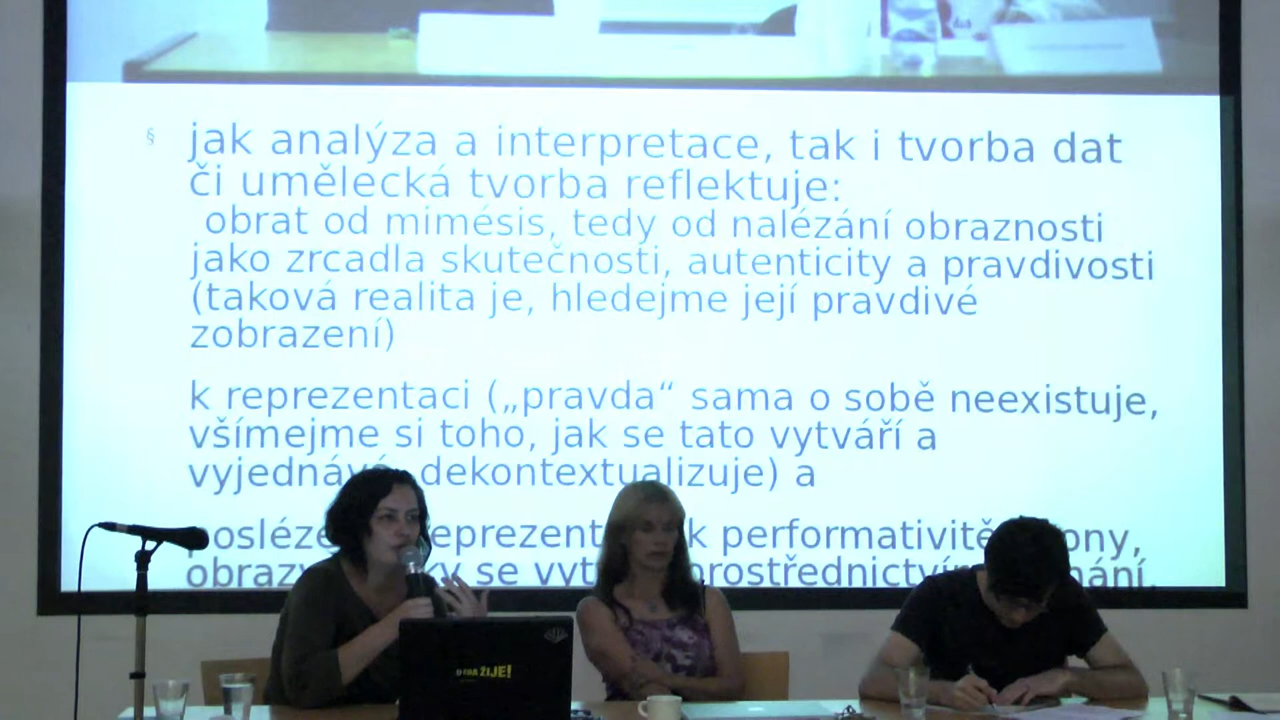 § jak analýza a interpretace, tak i tvorba dat
či umělecká tvorba reflektuje:
obrat od mimésis, tedy od nalézání obraznosti
jako zrcadla skutečnosti, autenticity a pravdivosti
(taková realita je, hledejme její pravdivé
zobrazení)
k reprezentaci („pravda“ sama o sobě neexistuje,
všímejme si toho, jak se tato vytváří a
dekontextualizuje) a
k performativitě
se
ŽIJE!